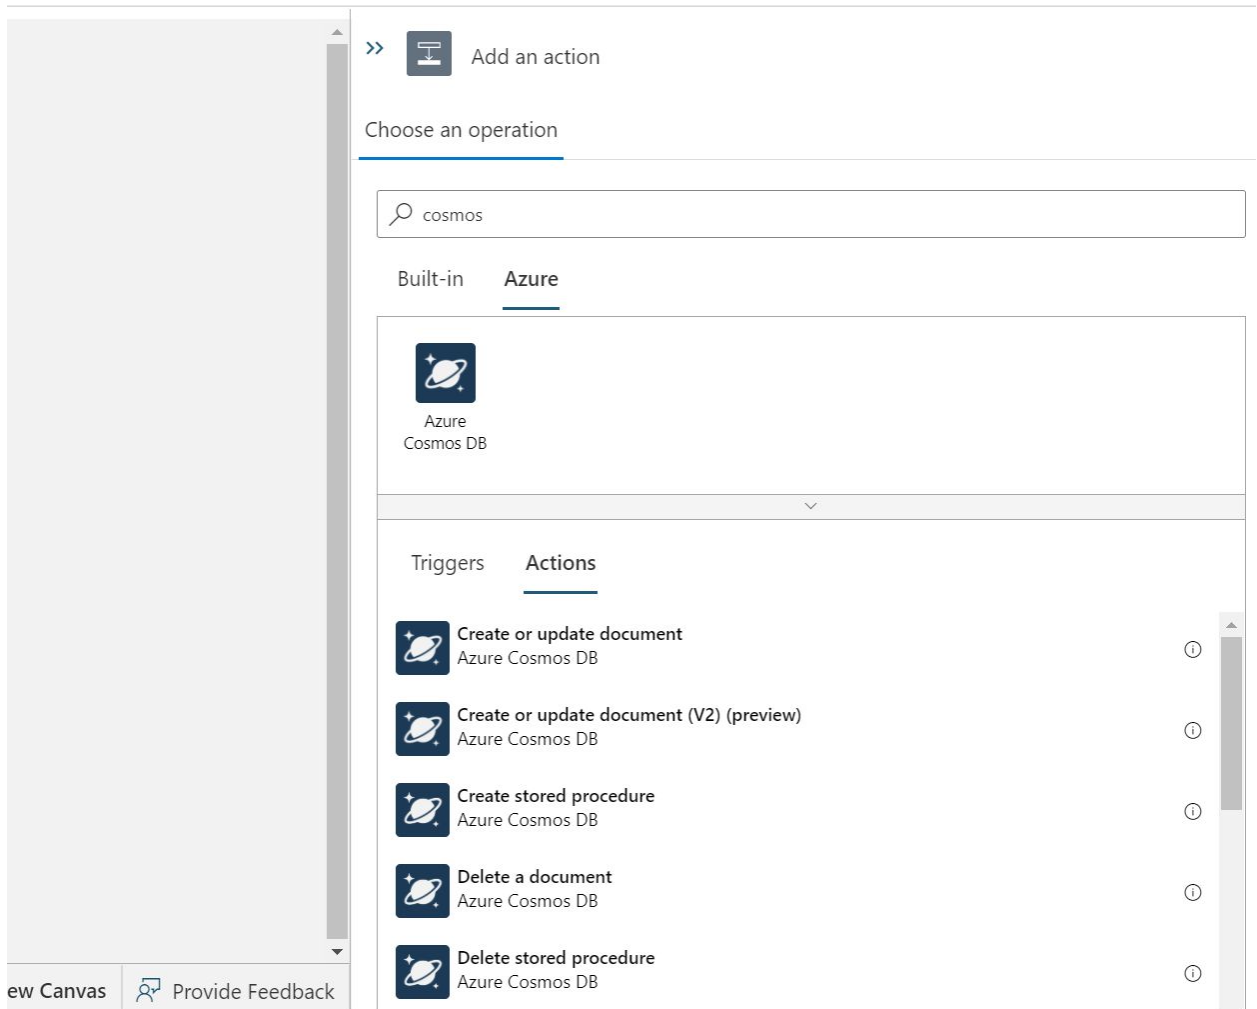 Add an action
Choose an operation
cosmos
Built-in Azure
Azure
Cosmos DB
Triggers Actions
Create or update document
Azure Cosmos DB
Create or update document (V2) (preview)
Azure Cosmos DB
Create stored procedure
Azure Cosmos DB
Delete a document
Azure Cosmos DB
Delete stored procedure
Azure Cosmos DB
ew Canvas Provide Feedback